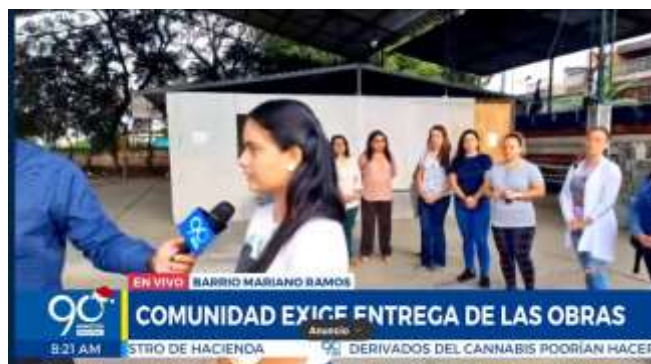 EN VIVO BARRIO MARIANO RAMOS
90
COMUNIDAD EXIGE ENTREGA DE LAS OBRAS
Anuncio
8:21 AM STRO DE HACIENDA DERIVADOS DEL CANNABIS PODRÍAN HACER